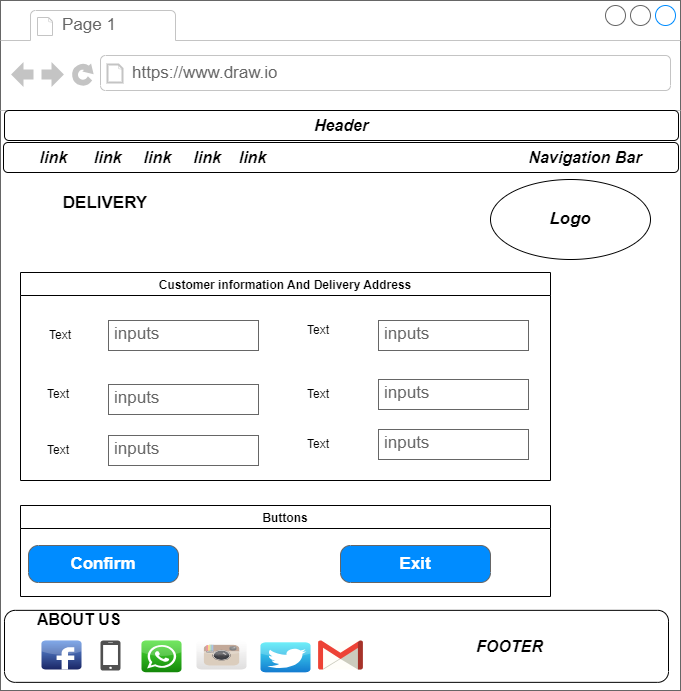 Page 1
https://www.draw.io
Header
link link link link link Navigation Bar
DELIVERY
Logo
Customer information And Delivery Address
Text inputs Text inputs
Text inputs Text inputs
Text inputs Text inputs
Buttons
Confirm Exit
ABOUT US
FOOTER